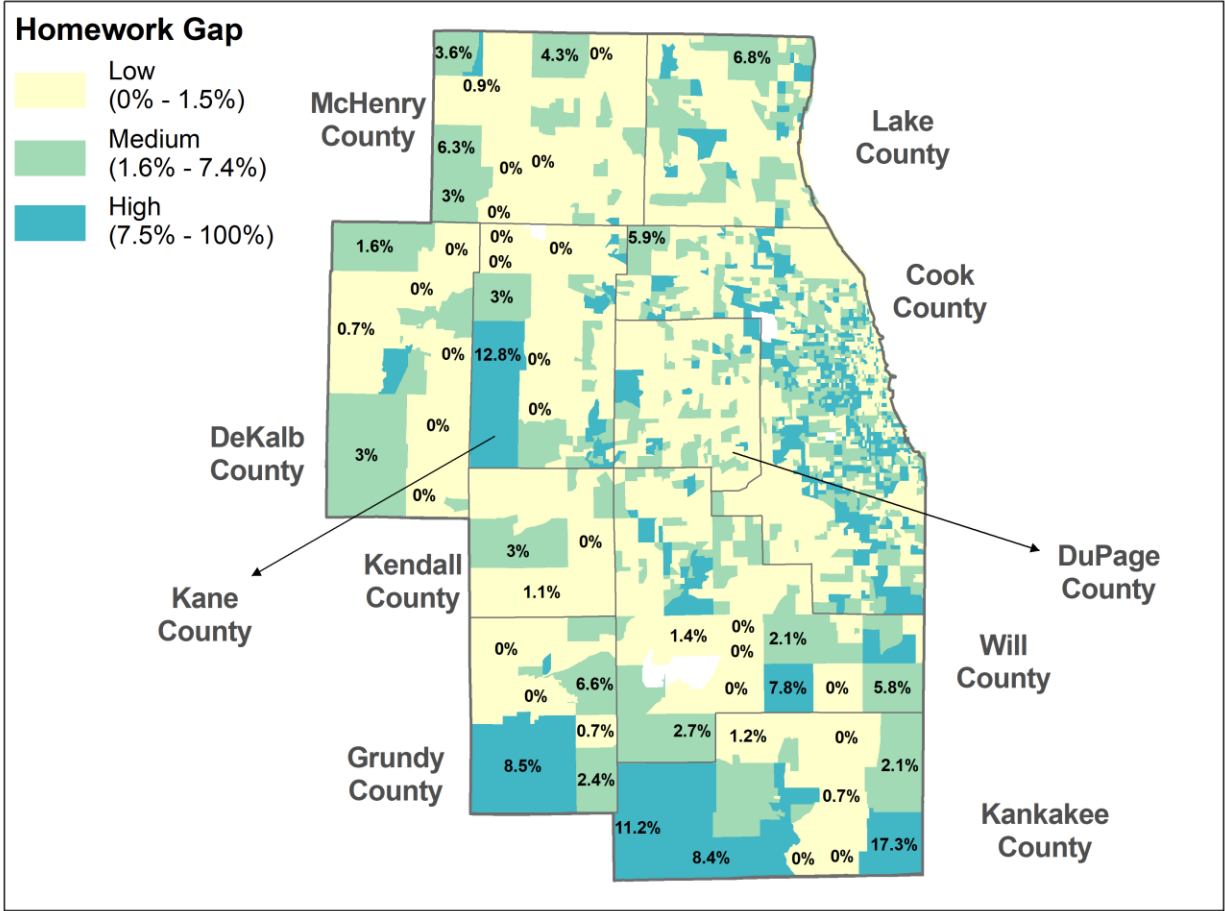 Homework Gap
Low
(0% - 1.5%)
Medium
(1.6% - 7.4%)
High
(7.5% - 100%)
McHenry
County
Lake
County
Cook
County
DeKalb
County
Kane
County
Kendall
County
DuPage
County
Will
County
Grundy
County
Kankakee
County
3.6%
4.3%
0%
6.8%
0.9%
6.3%
0%
0%
3%
0%
1.6%
0%
0%
0%
0%
5.9%
0%
3%
0.7%
0%
12.8%
0%
0%
0%
3%
0%
3%
0%
1.1%
0%
1.4%
0%
0%
2.1%
0%
6.6%
0%
7.8%
0%
5.8%
0.7%
2.7%
1.2%
0%
8.5%
2.4%
2.1%
0.7%
11.2%
8.4%
0%
0%
17.3%